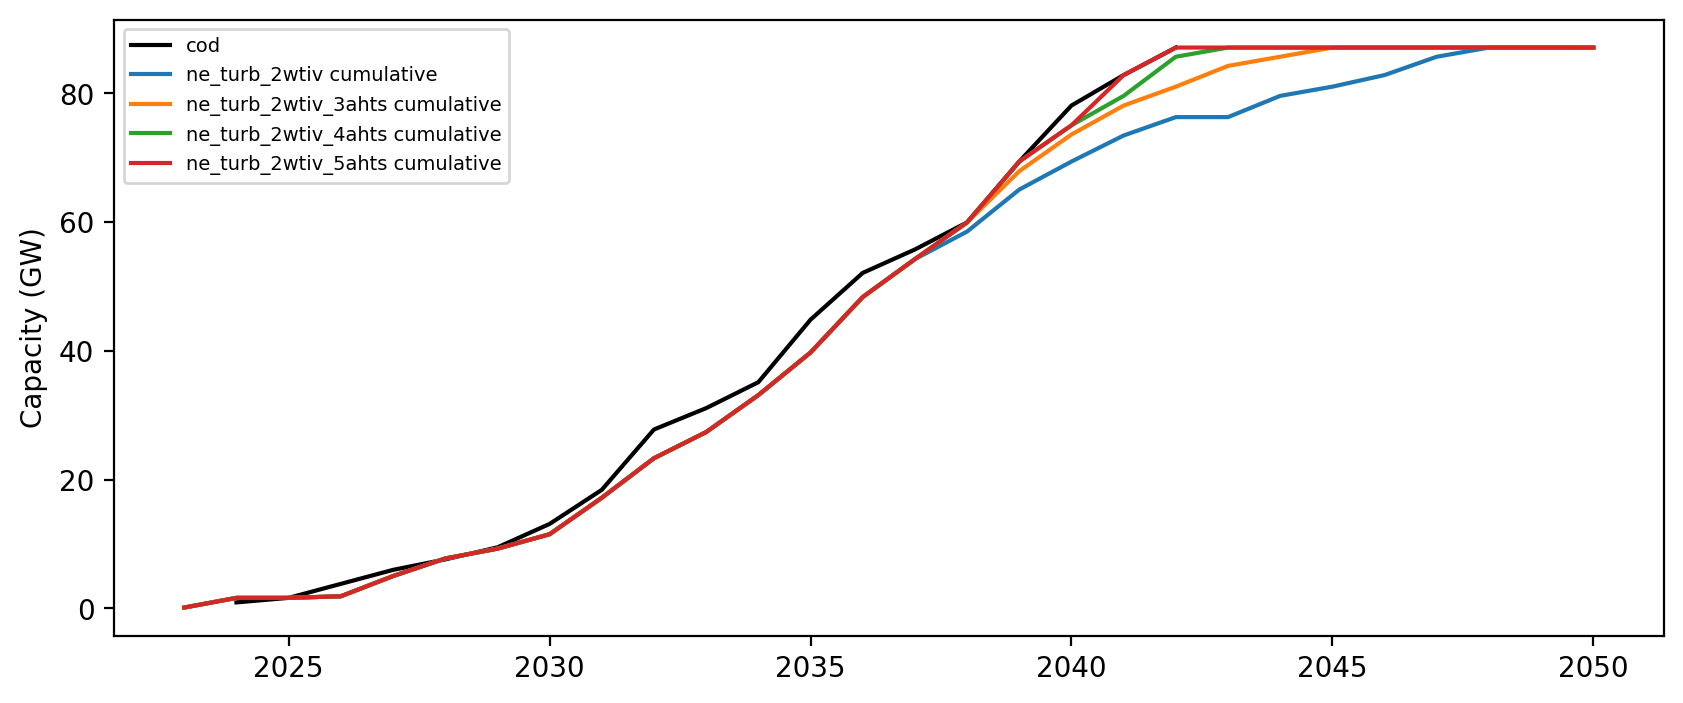 cod
ne_turb_2wtiv cumulative
ne_turb_2wtiv_3ahts cumulative
ne_turb_2wtiv_4ahts cumulative
ne_turb_2wtiv_5ahts cumulative
Capacity (GW)
80
60
40
20
0
2025 2030 2035 2040 2045 2050